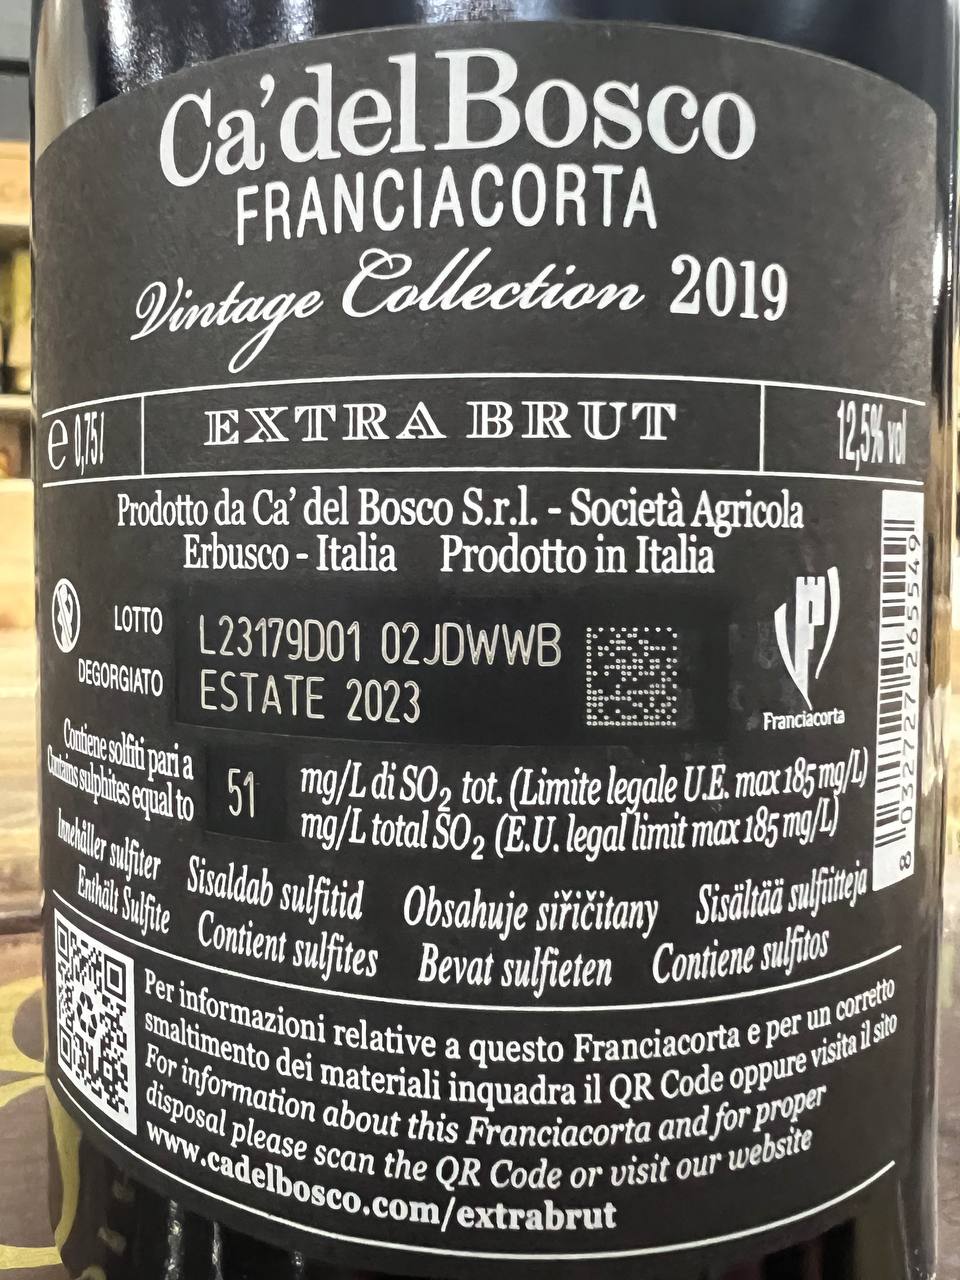 Ca'del Bosco
FRANCIACORTA
Vintage Collection 2019
e 0,75l
EXTRA BRUT
12,5% vol
Prodotto da Ca' del Bosco S.r.l. - Società Agricola
Erbusco - Italia Prodotto in Italia
LOTTO L23179D01 02JDWWB
DEGORGIATO ESTATE 2023
Franciacorta
8 032727 265549
Contiene solfiti pari a 51 mg/L di SO2 tot. (Limite legale U.E. max 185 mg/L)
Contains sulphites equal to mg/L total SO2 (E.U. legal limit max 185 mg/L)
Innehåller sulfiter Sisaldab sulfitid Obsahuje siřičitany Sisältää sulfiitteja
Enthält Sulfite Contient sulfites Bevat sulfieten Contiene sulfitos
Per informazioni relative a questo Franciacorta e per un corretto
smaltimento dei materiali inquadra il QR Code oppure visita il sito
For information about this Franciacorta and for proper
disposal please scan the QR Code or visit our website
www.cadelbosco.com/extrabrut